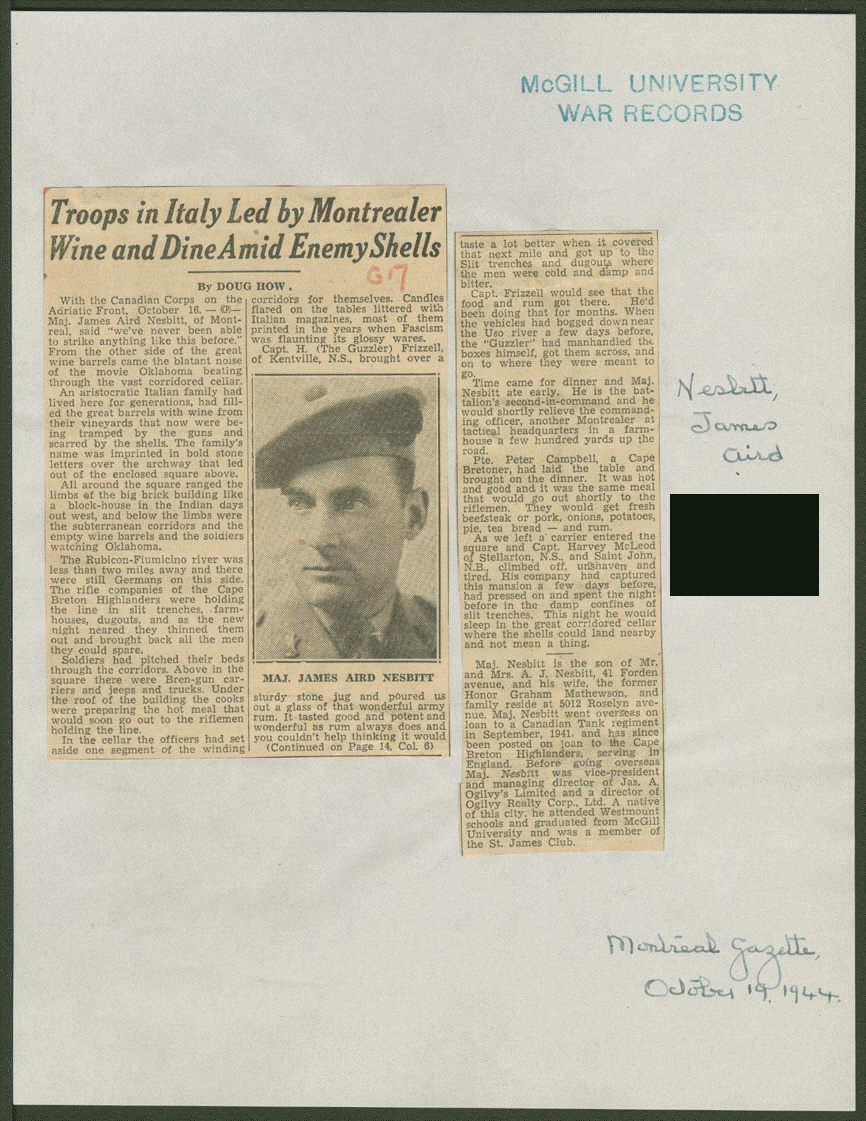 McGILL UNIVERSITY
WAR RECORDS
Troops in Italy Led by Montrealer
Wine and Dine Amid Enemy Shells
G7
By DOUG HOW.
With the Canadian Corps on the
Adriatic Front, October 16. — (CP)—
Maj. James Aird Nesbitt, of Mont-
real, said "we've never been able
to strike anything like this before."
From the other side of the great
wine barrels came the blatant noise
of the movie Oklahoma beating
through the vast corridored cellar.
An aristocratic Italian family had
lived here for generations, had fill-
ed the great barrels with wine from
their vineyards that now were be-
ing tramped by the guns and
scarred by the shells. The family's
name was imprinted in bold stone
letters over the archway that led
out of the enclosed square above.
All around the square ranged the
limbs of the big brick building like
a block-house in the Indian days
out west, and below the limbs were
the subterranean corridors and the
empty wine barrels and the soldiers
watching Oklahoma.
The Rubicon-Fiumicino river was
less than two miles away and there
were still Germans on this side.
The rifle companies of the Cape
Breton Highlanders were holding
the line in slit trenches, farm-
houses, dugouts, and as the new
night neared they thinned them
out and brought back all the men
they could spare.
Soldiers had pitched their beds
through the corridors. Above in the
square there were Bren-gun car-
riers and jeeps and trucks. Under
the roof of the building the cooks
were preparing the hot meal that
would soon go out to the riflemen
holding the line.
In the cellar the officers had set
aside one segment of the winding
corridors for themselves. Candles
flared on the tables littered with
Italian magazines, most of them
printed in the years when Fascism
was flaunting its glossy wares.
Capt. H. (The Guzzler) Frizzell,
of Kentville, N.S., brought over a
MAJ. JAMES AIRD NESBITT
sturdy stone jug and poured us
out a glass of that wonderful army
rum. It tasted good and potent and
wonderful as rum always does and
you couldn't help thinking it would
(Continued on Page 14, Col. 6)
taste a lot better when it covered
that next mile and got up to the
Slit trenches and dugouts where
the men were cold and damp and
bitter.
Capt. Frizzell would see that the
food and rum got there. He'd
been doing that for months. When
the vehicles had bogged down near
the Uso river a few days before,
the "Guzzler" had manhandled the
boxes himself, got them across, and
on to where they were meant to
go.
Time came for dinner and Maj.
Nesbitt ate early. He is the bat-
talion's second-in-command and he
would shortly relieve the command-
ing officer, another Montrealer at
tactical headquarters in a farm-
house a few hundred yards up the
road.
Pte. Peter Campbell, a Cape
Bretoner, had laid the table and
brought on the dinner. It was hot
and good and it was the same meal
that would go out shortly to the
riflemen. They would get fresh
beefsteak or pork, onions, potatoes,
pie, tea bread — and rum.
As we left a carrier entered the
square and Capt. Harvey McLeod
of Stellarton, N.S., and Saint John,
N.B., climbed off, unshaven and
tired. His company had captured
this mansion a few days before,
had pressed on and spent the night
before in the damp confines of
slit trenches. This night he would
sleep in the great corridored cellar
where the shells could land nearby
and not mean a thing.
Maj. Nesbitt is the son of Mr.
and Mrs. A. J. Nesbitt, 41 Forden
avenue, and his wife, the former
Honor Graham Mathewson, and
family reside at 5012 Roselyn ave-
nue. Maj. Nesbitt went overseas on
loan to a Canadian Tank regiment
in September, 1941, and has since
been posted on loan to the Cape
Breton Highlanders, serving in
England. Before going overseas
Maj. Nesbitt was vice-president
and managing director of Jas. A.
Ogilvy's Limited and a director of
Ogilvy Realty Corp., Ltd. A native
of this city, he attended Westmount
schools and graduated from McGill
University and was a member of
the St. James Club.
Nesbitt,
James
Aird
Montreal Gazette,
October 19, 1944.